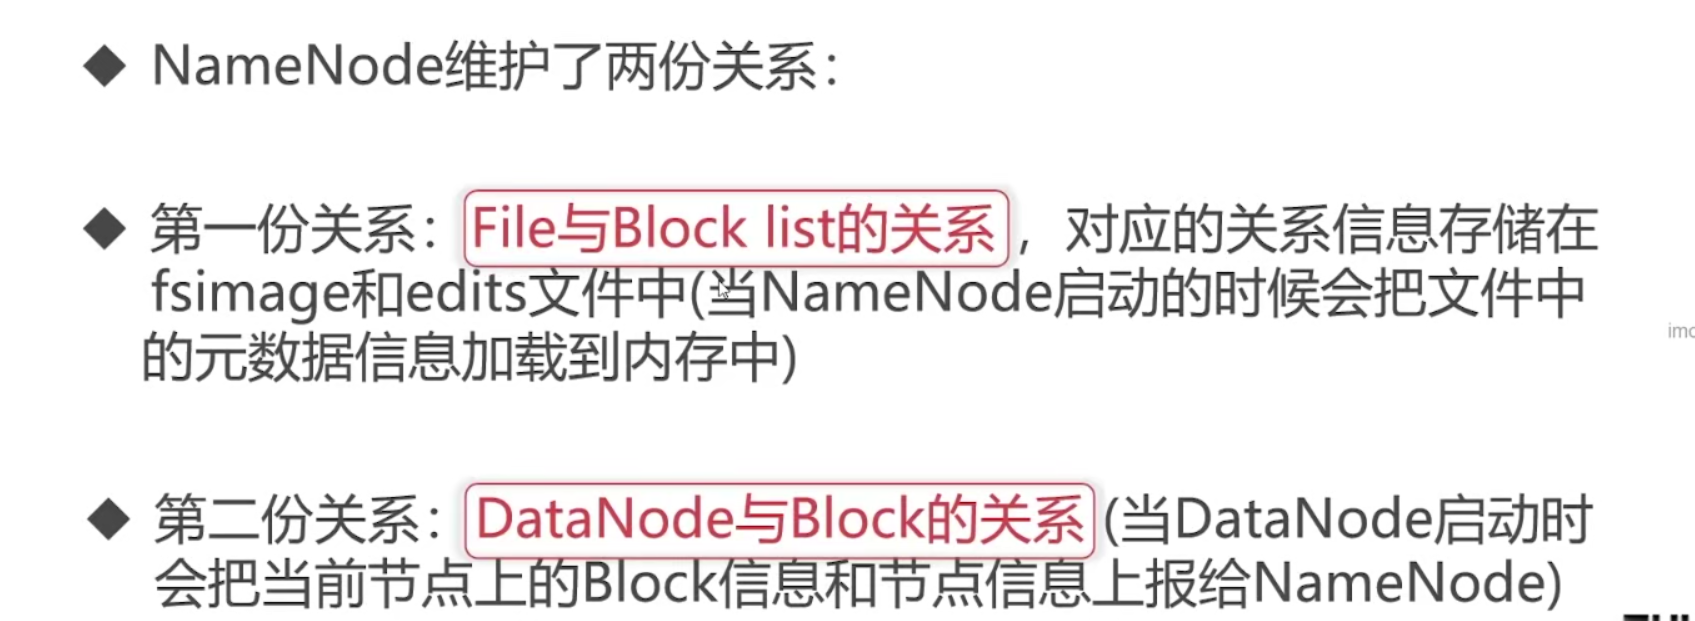 ◆ NameNode维护了两份关系：
◆ 第一份关系：File与Block list的关系，对应的关系信息存储在
fsimage和edits文件中(当NameNode启动的时候会把文件中
的元数据信息加载到内存中)
◆ 第二份关系：DataNode与Block的关系(当DataNode启动时
会把当前节点上的Block信息和节点信息上报给NameNode)